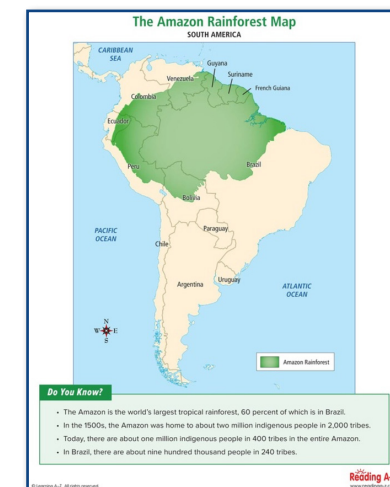 The Amazon Rainforest Map
SOUTH AMERICA
CARIBBEAN
SEA
Guyana
Venezuela
Suriname
French Guiana
Colombia
Ecuador
Peru
Brazil
Bolivia
PACIFIC
OCEAN
Paraguay
Chile
Argentina
Uruguay
ATLANTIC
OCEAN
N
W E
S
Amazon Rainforest
Do You Know?
• The Amazon is the world's largest tropical rainforest, 60 percent of which is in Brazil.
• In the 1500s, the Amazon was home to about two million indigenous people in 2,000 tribes.
• Today, there are about one million indigenous people in 400 tribes in the entire Amazon.
• In Brazil, there are about nine hundred thousand people in 240 tribes.
© Learning A–Z All rights reserved.
Reading A